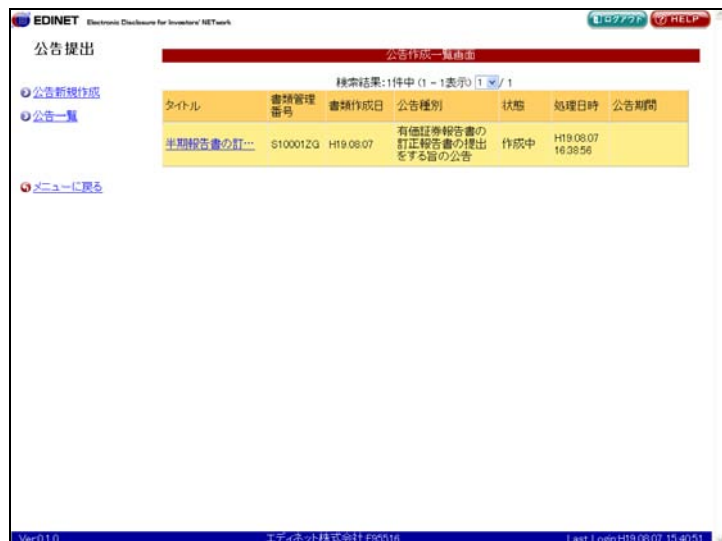 EDINET Electronic Disclosure for Investors' NETwork
ログアウト HELP
公告提出
公告作成一覧画面
検索結果:1件中 (1 - 1表示) 1 / 1
公告新規作成
公告一覧
メニューに戻る
タイトル 書類管理番号 書類作成日 公告種別 状態 処理日時 公告期間
半期報告書の訂… S10001ZG H19.08.07 有価証券報告書の訂正報告書の提出をする旨の公告 作成中 H19.08.07 16:38:56
Ver.0.1.0 エディネット株式会社:E95516 Last Login:H19.08.07 15:40:51